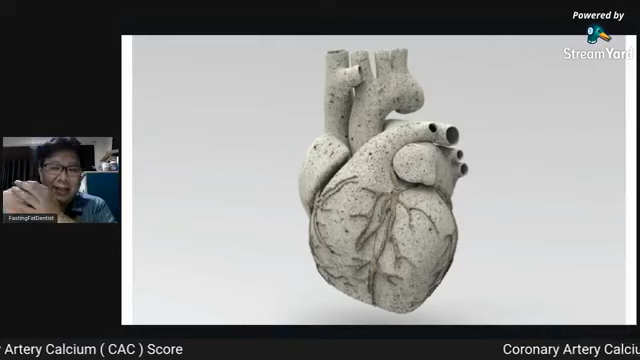 Powered by
StreamYard
FastingFatDentist
Artery Calcium ( CAC ) Score
Coronary Artery Calciu